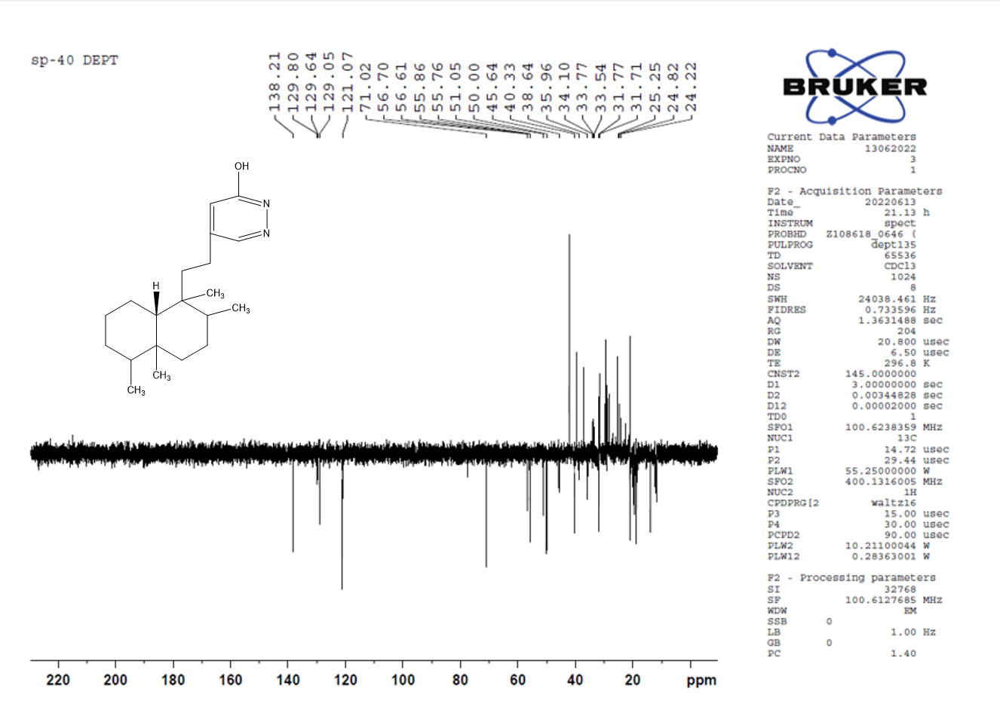 sp-40 DEPT
138.21
129.80
129.64
129.05
121.07
71.02
56.70
56.61
55.86
55.76
51.05
50.00
45.64
40.33
38.64
35.96
34.10
33.77
33.54
31.77
31.71
25.25
24.82
24.22
BRUKER
OH
N
N
H
CH3
CH3
CH3
CH3
Current Data Parameters
NAME 13062022
EXPNO 3
PROCNO 1
F2 - Acquisition Parameters
Date_ 20220613
Time 21.13 h
INSTRUM spect
PROBHD Z108618_0646 (
PULPROG dept135
TD 65536
SOLVENT CDCl3
NS 1024
DS 8
SWH 24038.461 Hz
FIDRES 0.733596 Hz
AQ 1.3631488 sec
RG 204
DW 20.800 usec
DE 6.50 usec
TE 296.8 K
CNST2 145.0000000
D1 3.00000000 sec
D2 0.00344828 sec
D12 0.00002000 sec
TD0 1
SFO1 100.6238359 MHz
NUC1 13C
P1 14.72 usec
P2 29.44 usec
PLW1 55.25000000 W
SFO2 400.1316005 MHz
NUC2 1H
CPDPRG[2 waltz16
P3 15.00 usec
P4 30.00 usec
PCPD2 90.00 usec
PLW2 10.21100044 W
PLW12 0.28363001 W
F2 - Processing parameters
SI 32768
SF 100.6127685 MHz
WDW EM
SSB 0
LB 1.00 Hz
GB 0
PC 1.40
220 200 180 160 140 120 100 80 60 40 20 ppm